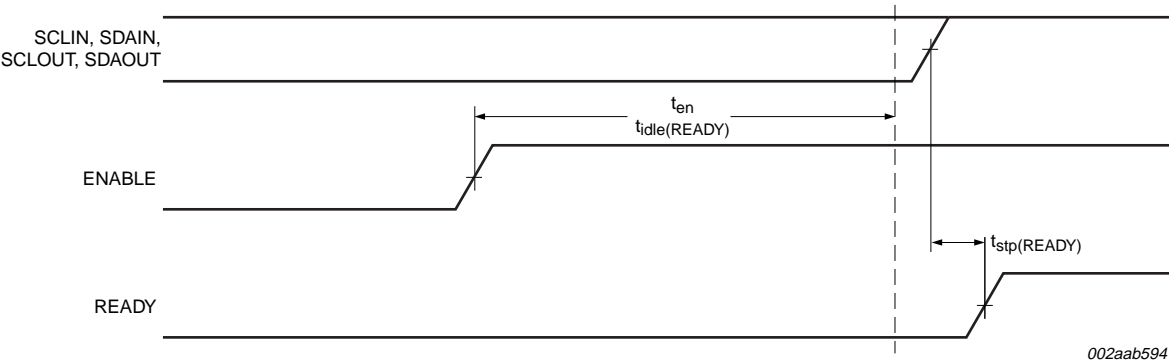 SCLIN, SDAIN,
SCLOUT, SDAOUT
ten
tidle(READY)
ENABLE
tstp(READY)
READY
002aab594